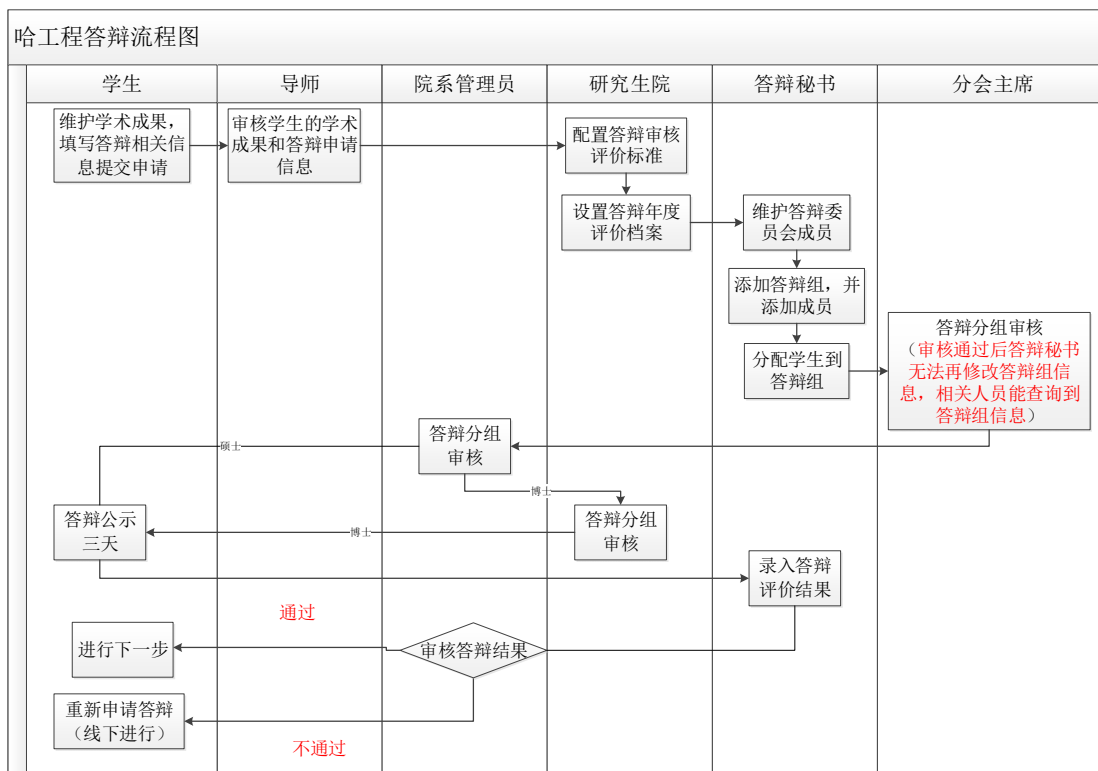 哈工程答辩流程图
学生
导师
院系管理员
研究生院
答辩秘书
分会主席
维护学术成果，
填写答辩相关信
息提交申请
审核学生的学术
成果和答辩申请
信息
配置答辩审核
评价标准
设置答辩年度
评价档案
维护答辩委
员会成员
添加答辩组，并
添加成员
分配学生到
答辩组
答辩分组审核
（审核通过后答辩秘书
无法再修改答辩组信
息，相关人员能查询到
答辩组信息）
答辩分组
审核
硕士
博士
答辩分组
审核
博士
答辩公示
三天
录入答辩
评价结果
通过
审核答辩结果
进行下一步
重新申请答辩
（线下进行）
不通过